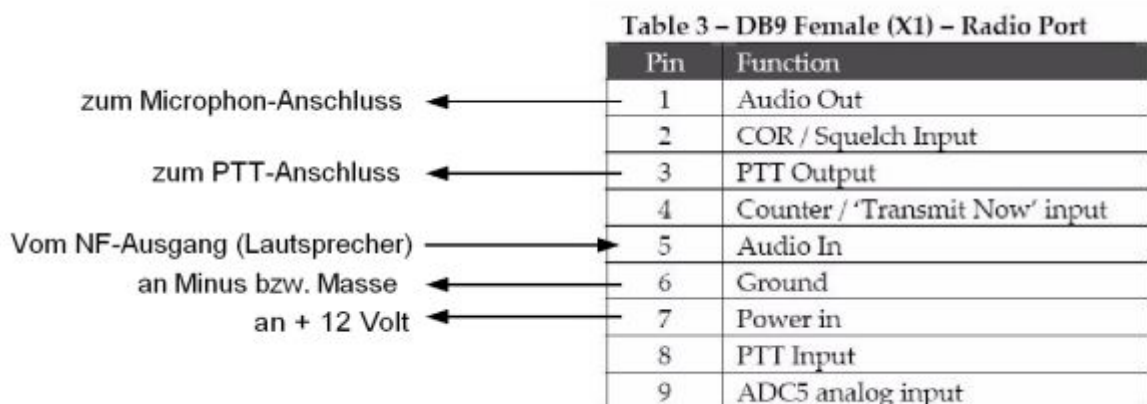 Table 3 – DB9 Female (X1) – Radio Port
Pin Function
zum Microphon-Anschluss 1 Audio Out
2 COR / Squelch Input
zum PTT-Anschluss 3 PTT Output
4 Counter / ‘Transmit Now’ input
Vom NF-Ausgang (Lautsprecher) 5 Audio In
an Minus bzw. Masse 6 Ground
an + 12 Volt 7 Power in
8 PTT Input
9 ADC5 analog input